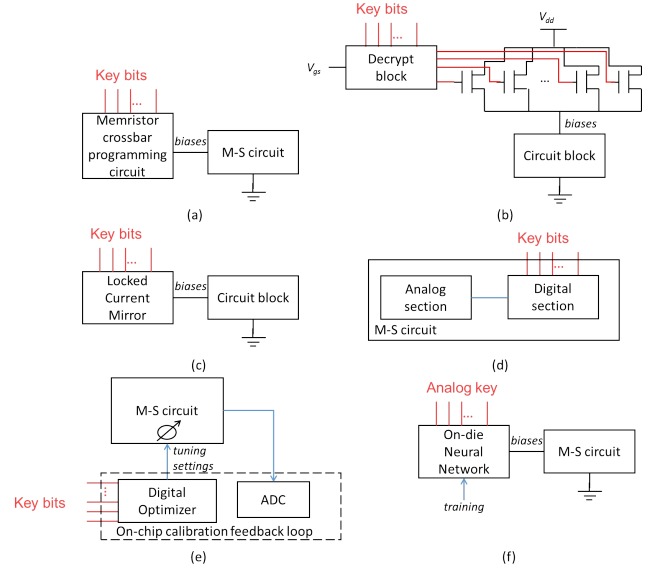 Key bits
...
Memristor
crossbar
programming
circuit
biases
M-S circuit
(a)
Key bits
...
Vdd
Vgs
Decrypt
block
...
biases
Circuit block
(b)
Key bits
...
Locked
Current
Mirror
biases
Circuit block
(c)
Key bits
...
Analog
section
Digital
section
M-S circuit
(d)
M-S circuit
tuning
settings
Key bits
...
Digital
Optimizer
ADC
On-chip calibration feedback loop
(e)
Analog key
...
On-die
Neural
Network
biases
M-S circuit
training
(f)